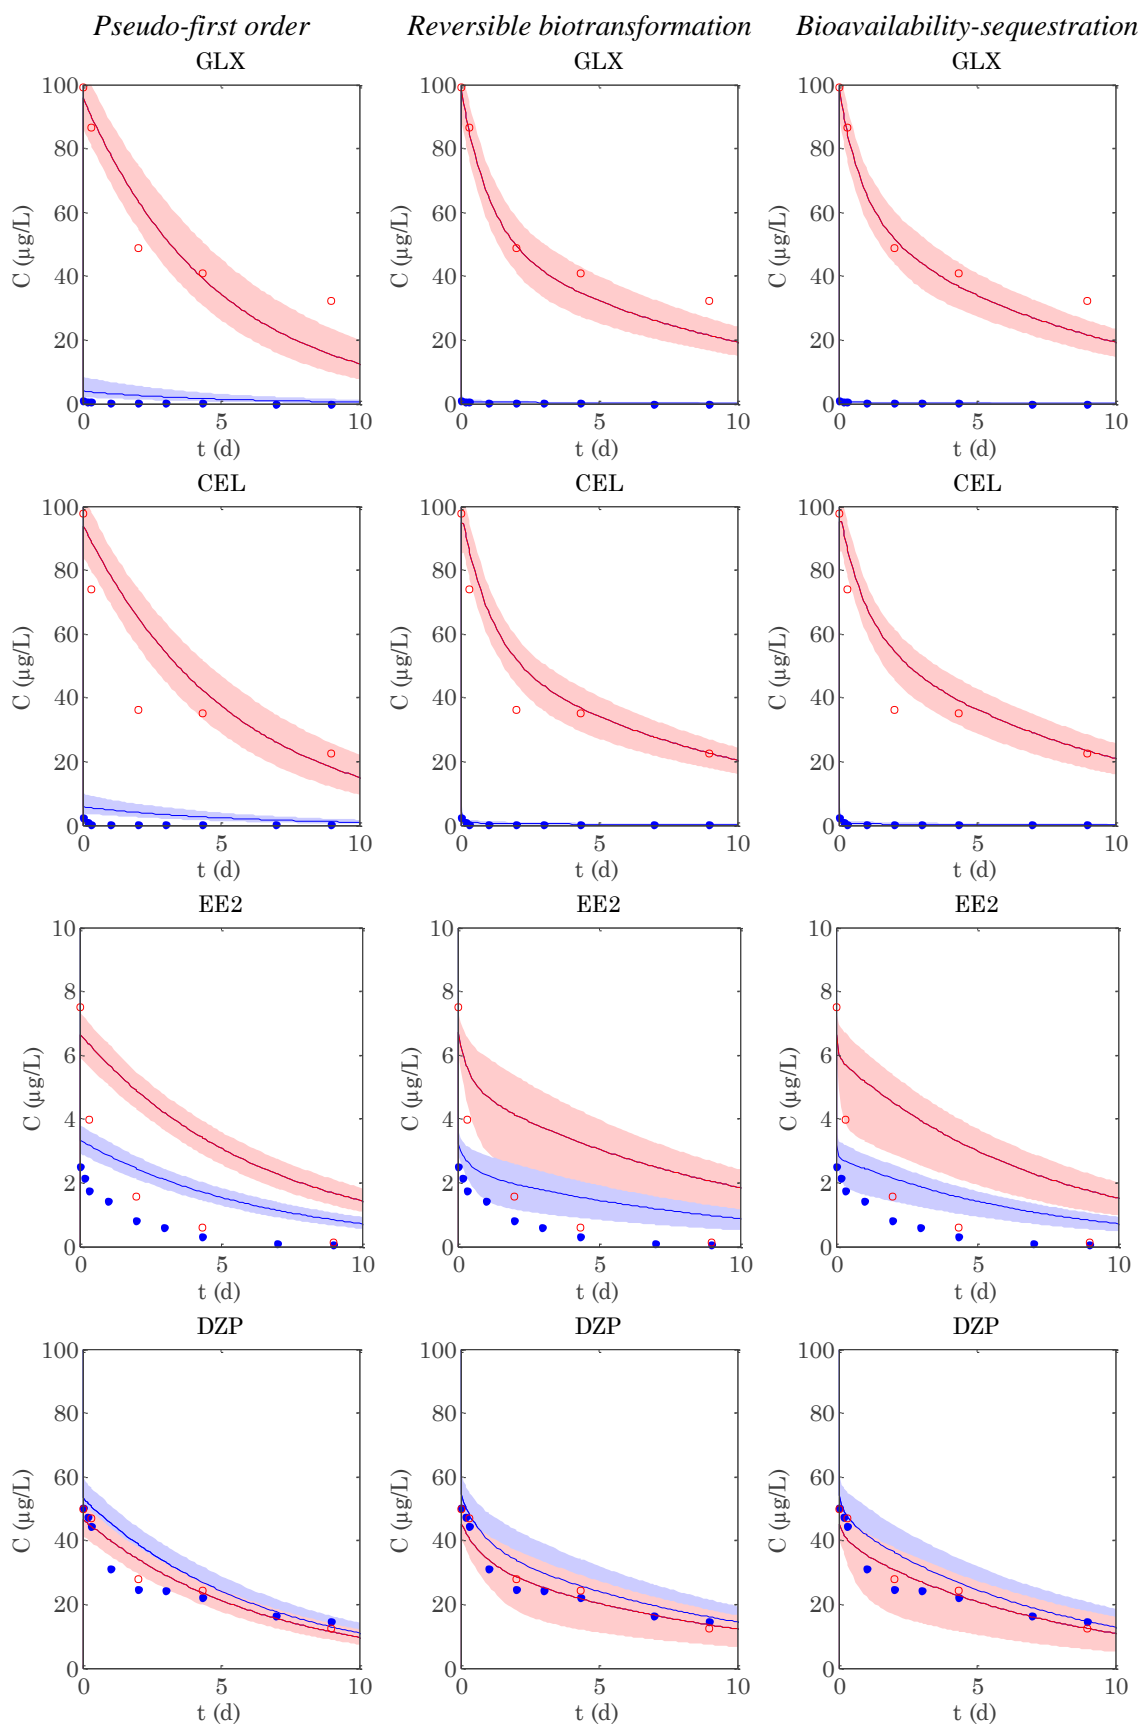 Pseudo-first order Reversible biotransformation Bioavailability-sequestration
GLX GLX GLX
100 100 100
80 80 80
60 60 60
40 40 40
20 20 20
0 0 0
C (μg/L) C (μg/L) C (μg/L)
0 5 10 0 5 10 0 5 10
t (d) t (d) t (d)
CEL CEL CEL
100 100 100
80 80 80
60 60 60
40 40 40
20 20 20
0 0 0
C (μg/L) C (μg/L) C (μg/L)
0 5 10 0 5 10 0 5 10
t (d) t (d) t (d)
EE2 EE2 EE2
10 10 10
8 8 8
6 6 6
4 4 4
2 2 2
0 0 0
C (μg/L) C (μg/L) C (μg/L)
0 5 10 0 5 10 0 5 10
t (d) t (d) t (d)
DZP DZP DZP
100 100 100
80 80 80
60 60 60
40 40 40
20 20 20
0 0 0
C (μg/L) C (μg/L) C (μg/L)
0 5 10 0 5 10 0 5 10
t (d) t (d) t (d)